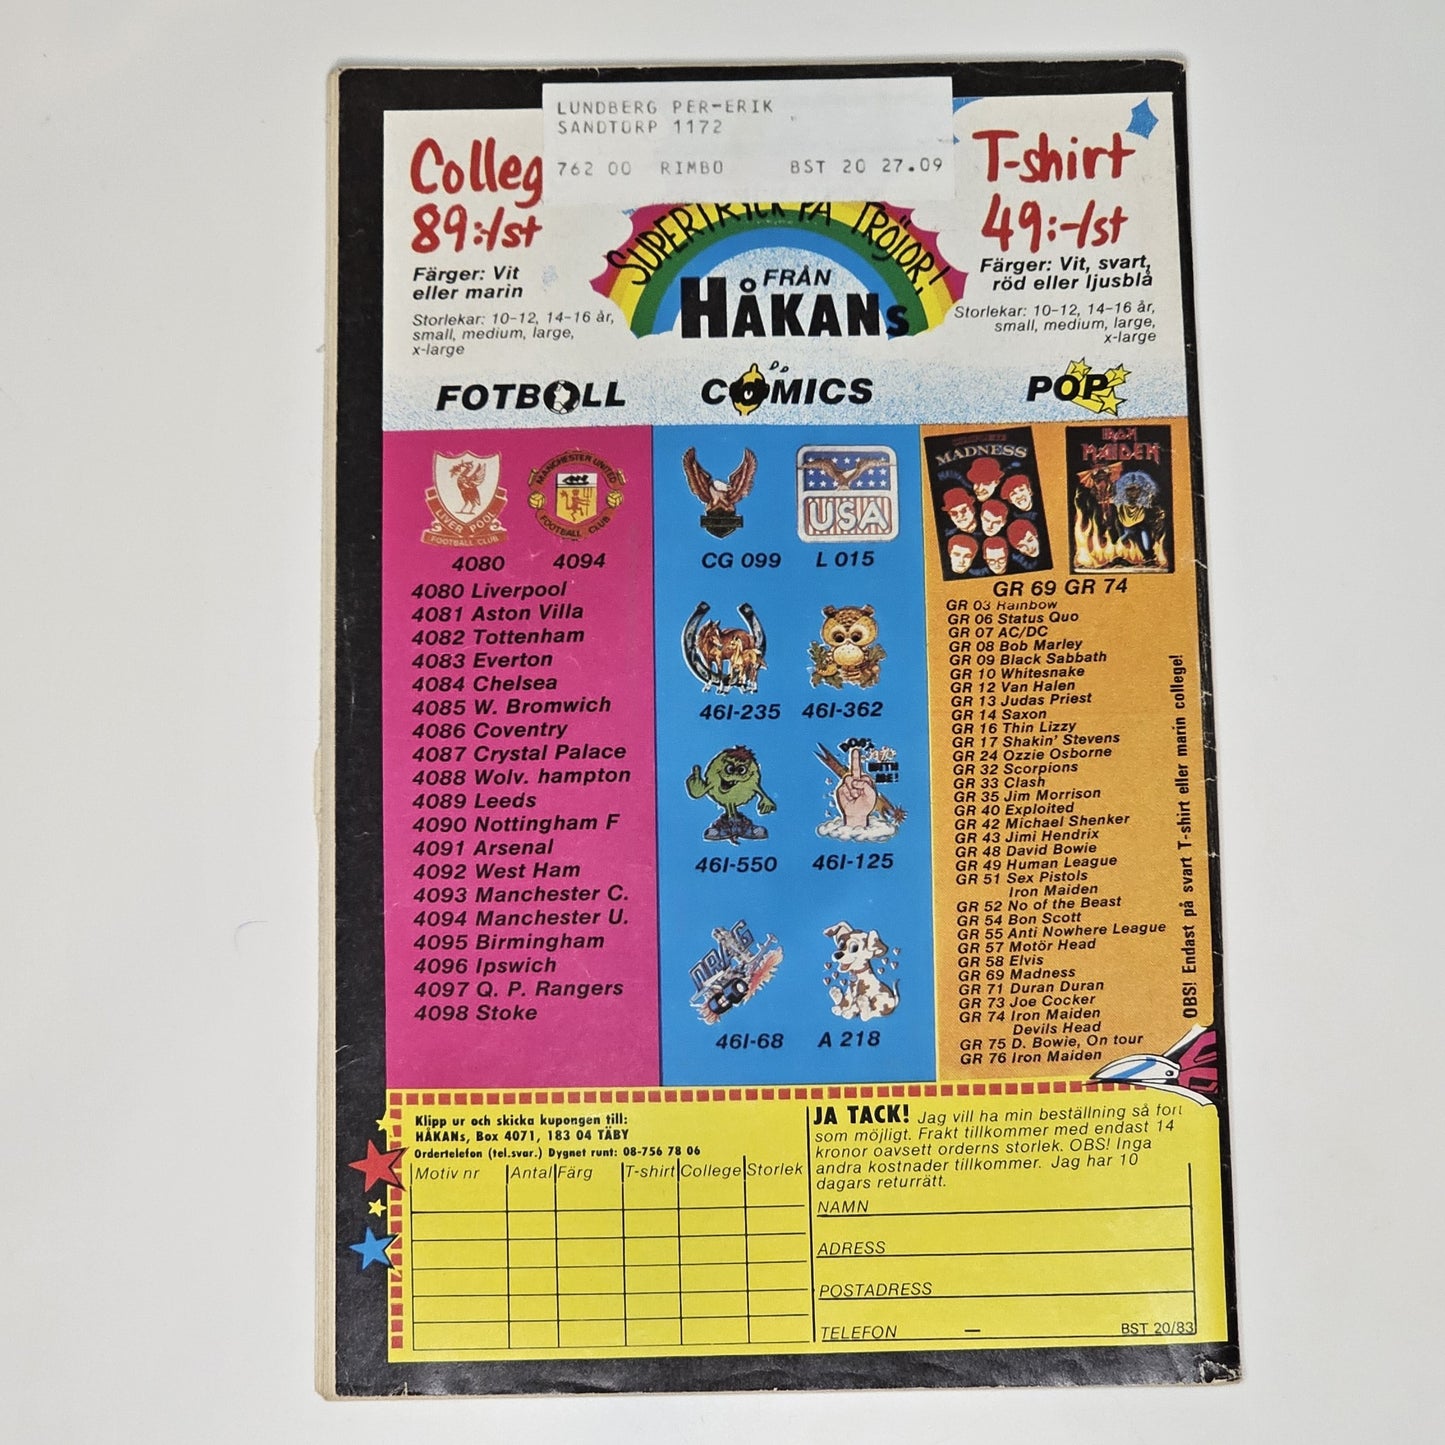 LUNDBERG PER-ERIK
SANDTORP 1172
762 00 RIMBO BST 20 27.09
Colleg
89:-/st
Färger: Vit
eller marin
Storlekar: 10-12, 14-16 år,
small, medium, large,
x-large
SUPERTRYCK PÅ TRÖJOR!
FRÅN
HÅKANs
T-shirt
49:-/st
Färger: Vit, svart,
röd eller ljusblå
Storlekar: 10-12, 14-16 år,
small, medium, large,
x-large
FOTBOLL
COMICS
POP
LIVERPOOL
FOOTBALL CLUB
MANCHESTER UNITED
FOOTBALL CLUB
4080 4094
4080 Liverpool
4081 Aston Villa
4082 Tottenham
4083 Everton
4084 Chelsea
4085 W. Bromwich
4086 Coventry
4087 Crystal Palace
4088 Wolv. hampton
4089 Leeds
4090 Nottingham F
4091 Arsenal
4092 West Ham
4093 Manchester C.
4094 Manchester U.
4095 Birmingham
4096 Ipswich
4097 Q. P. Rangers
4098 Stoke
USA
CG 099 L 015
46I-235 46I-362
WITH
ME!
46I-550 46I-125
DRAG
46I-68 A 218
COMPLETE
MADNESS
IRON
MAIDEN
GR 69 GR 74
GR 03 Rainbow
GR 06 Status Quo
GR 07 AC/DC
GR 08 Bob Marley
GR 09 Black Sabbath
GR 10 Whitesnake
GR 12 Van Halen
GR 13 Judas Priest
GR 14 Saxon
GR 16 Thin Lizzy
GR 17 Shakin' Stevens
GR 24 Ozzie Osborne
GR 32 Scorpions
GR 33 Clash
GR 35 Jim Morrison
GR 40 Exploited
GR 42 Michael Shenker
GR 43 Jimi Hendrix
GR 48 David Bowie
GR 49 Human League
GR 51 Sex Pistols
Iron Maiden
GR 52 No of the Beast
GR 54 Bon Scott
GR 55 Anti Nowhere League
GR 57 Motör Head
GR 58 Elvis
GR 69 Madness
GR 71 Duran Duran
GR 73 Joe Cocker
GR 74 Iron Maiden
Devils Head
GR 75 D. Bowie, On tour
GR 76 Iron Maiden
OBS! Endast på svart T-shirt eller marin college!
Klipp ur och skicka kupongen till:
HÅKANs, Box 4071, 183 04 TÄBY
Ordertelefon (tel.svar.) Dygnet runt: 08-756 78 06
Motiv nr Antal Färg T-shirt College Storlek
JA TACK! Jag vill ha min beställning så fort
som möjligt. Frakt tillkommer med endast 14
kronor oavsett orderns storlek. OBS! Inga
andra kostnader tillkommer. Jag har 10
dagars returrätt.
NAMN
ADRESS
POSTADRESS
TELEFON —
BST 20/83